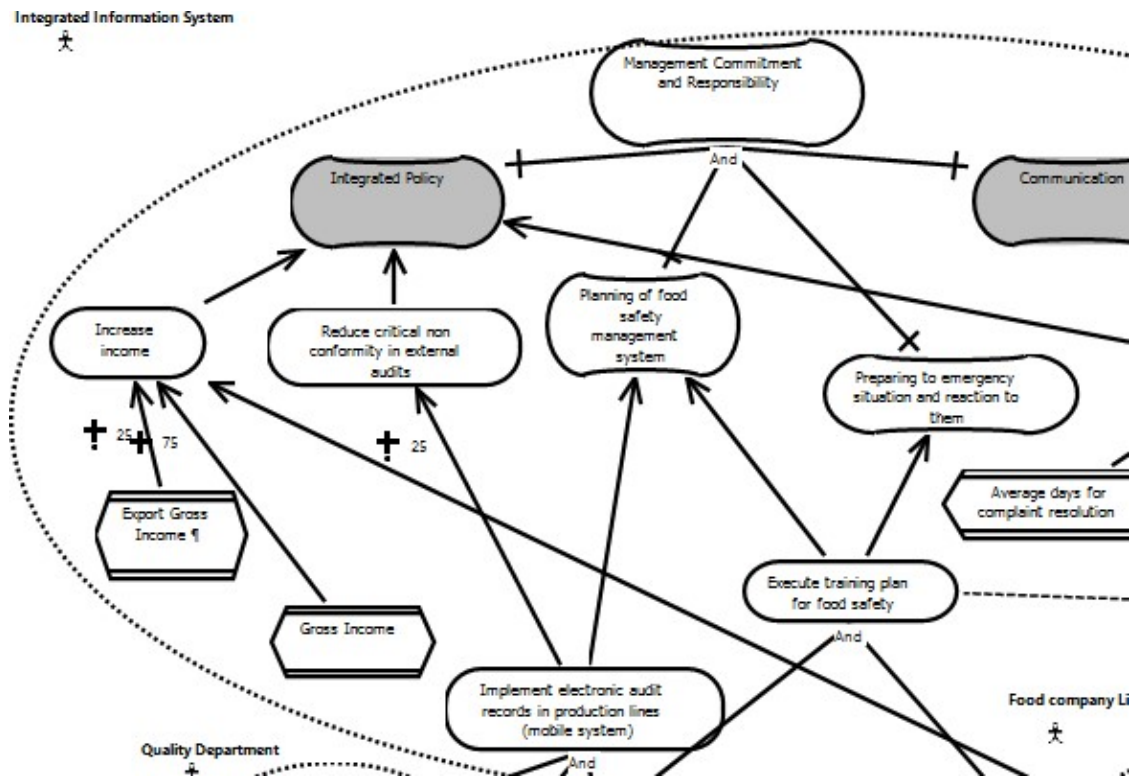 Integrated Information System
Management Commitment
and Responsibility
And
Integrated Policy
Communication
Planning of food
safety
management
system
Increase
income
Reduce critical non
conformity in external
audits
Preparing to emergency
situation and reaction to
them
25
75
25
Average days for
complaint resolution
Export Gross
Income ¶
Execute training plan
for food safety
Gross Income
And
Implement electronic audit
records in production lines
(mobile system)
Food company Li
Quality Department
And